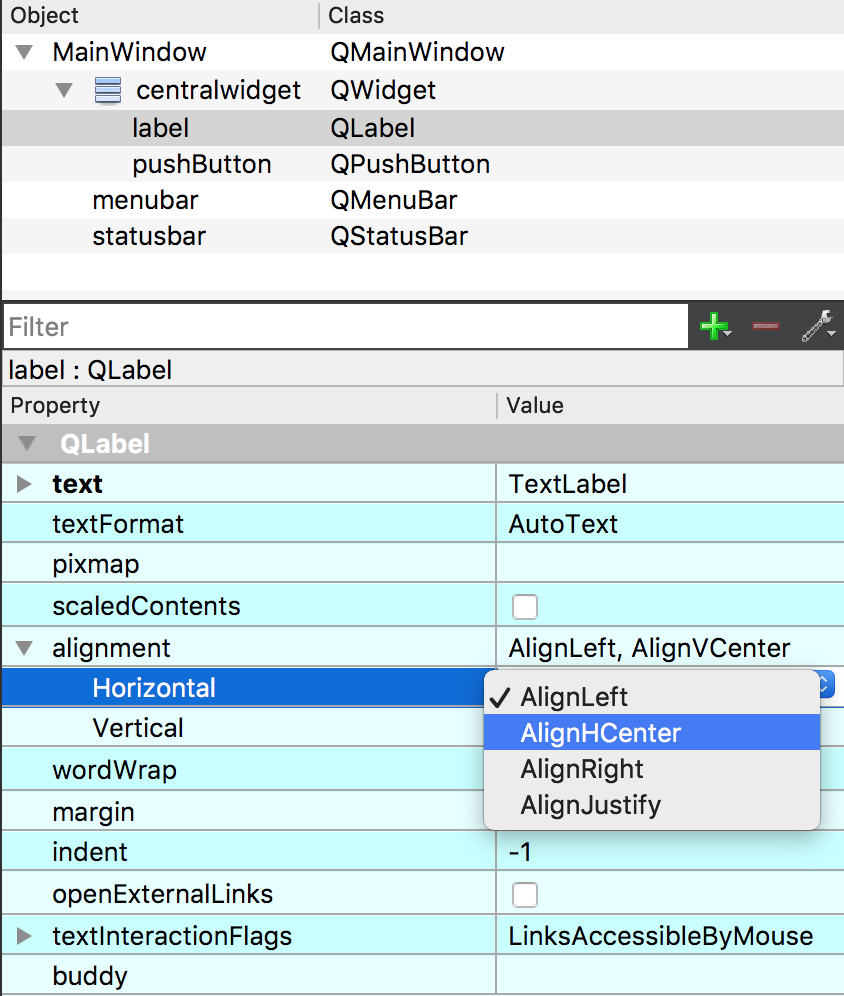 Object Class
MainWindow QMainWindow
centralwidget QWidget
label QLabel
pushButton QPushButton
menubar QMenuBar
statusbar QStatusBar
Filter
label : QLabel
Property Value
QLabel
text TextLabel
textFormat AutoText
pixmap
scaledContents
alignment AlignLeft, AlignVCenter
Horizontal AlignLeft
Vertical AlignHCenter
wordWrap AlignRight
margin AlignJustify
indent -1
openExternalLinks
textInteractionFlags LinksAccessibleByMouse
buddy